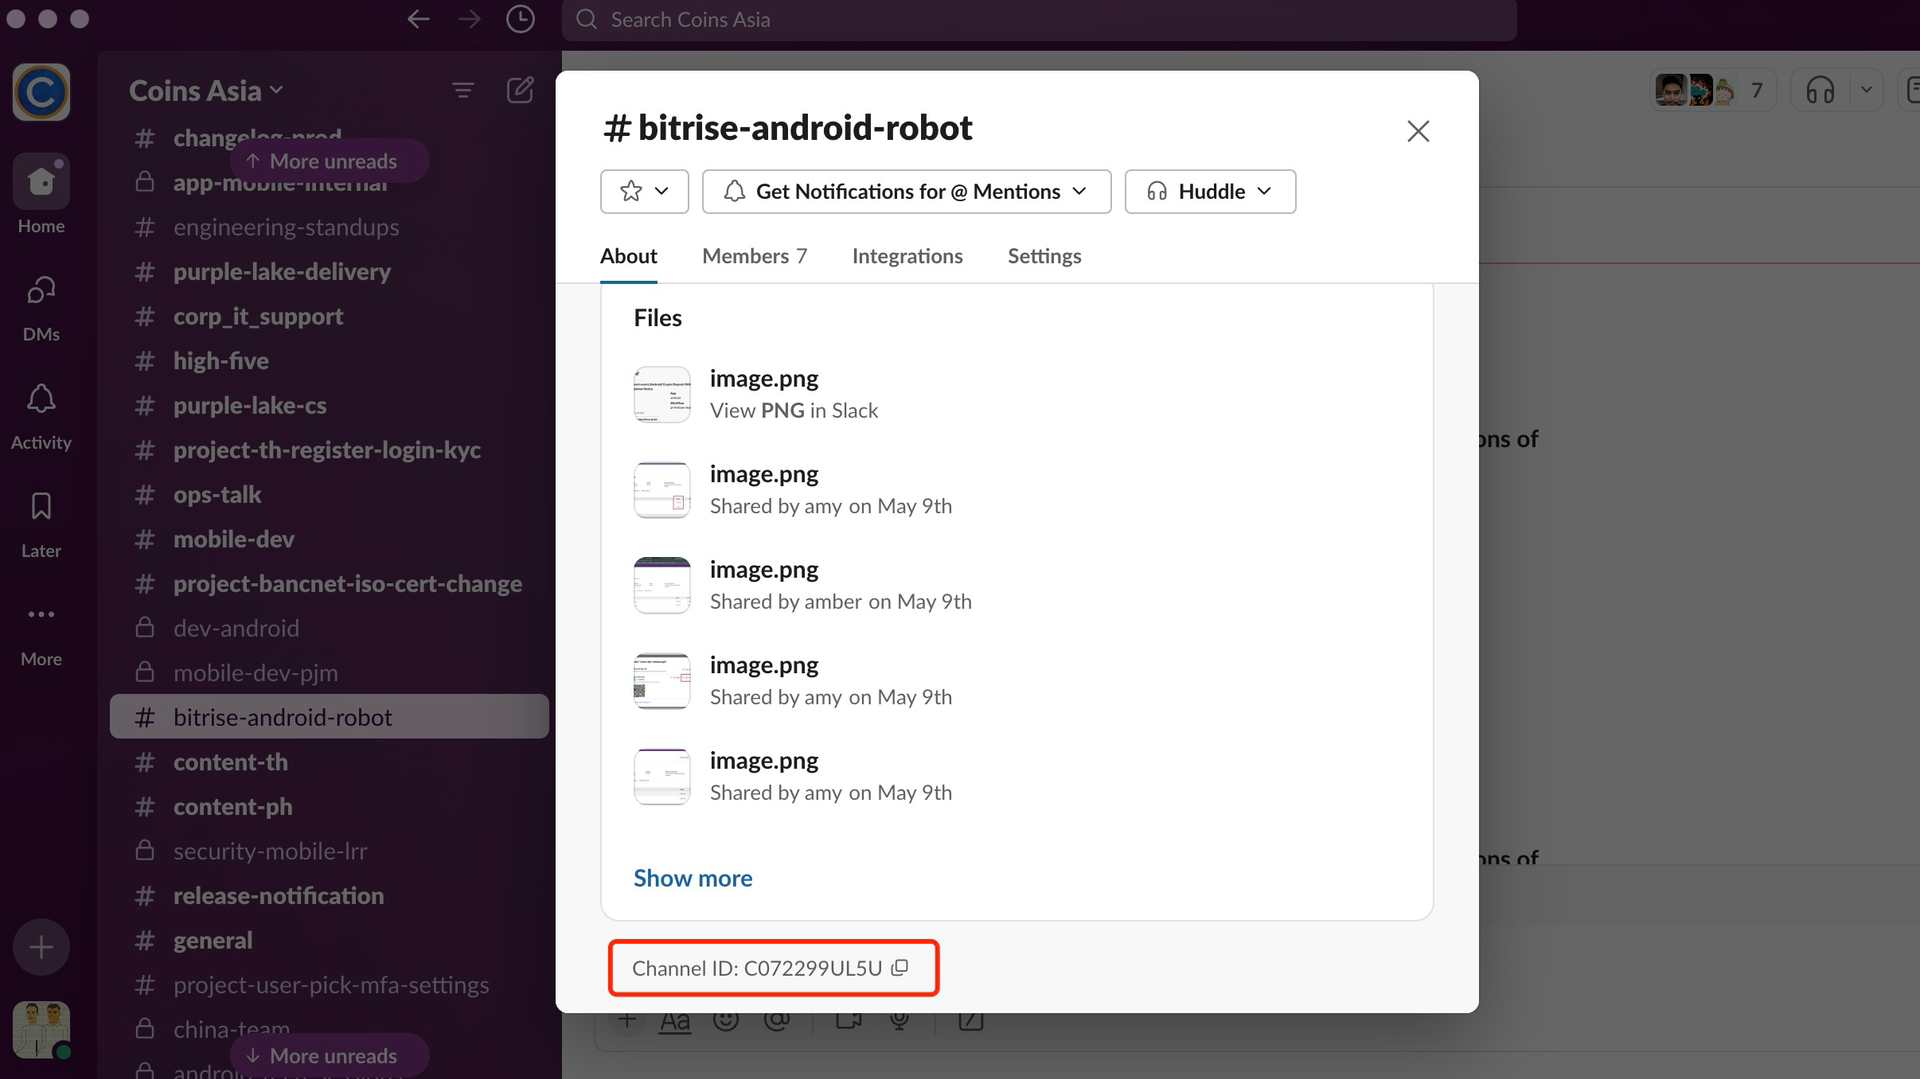 Search Coins Asia
Coins Asia
changelog-prod
More unreads
app-mobile-internal
engineering-standups
purple-lake-delivery
corp_it_support
high-five
purple-lake-cs
project-th-register-login-kyc
ops-talk
mobile-dev
project-bancnet-iso-cert-change
dev-android
mobile-dev-pjm
bitrise-android-robot
content-th
content-ph
security-mobile-lrr
release-notification
general
project-user-pick-mfa-settings
china-team
More unreads
Home
DMs
Activity
Later
More
# bitrise-android-robot
Get Notifications for @ Mentions
Huddle
About
Members 7
Integrations
Settings
Files
image.png
View PNG in Slack
image.png
Shared by amy on May 9th
image.png
Shared by amber on May 9th
image.png
Shared by amy on May 9th
image.png
Shared by amy on May 9th
Show more
Channel ID: C072299UL5U
7
ons of
ons of
Aa